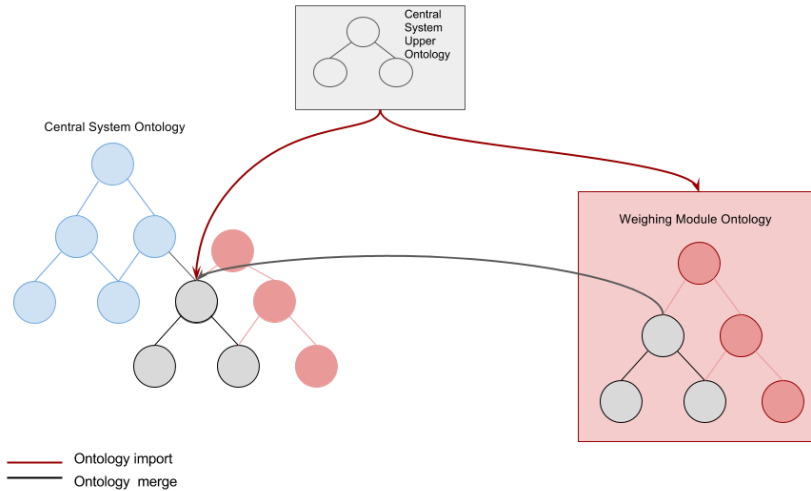 Central
System
Upper
Ontology
Central System Ontology
Weighing Module Ontology
Ontology import
Ontology merge